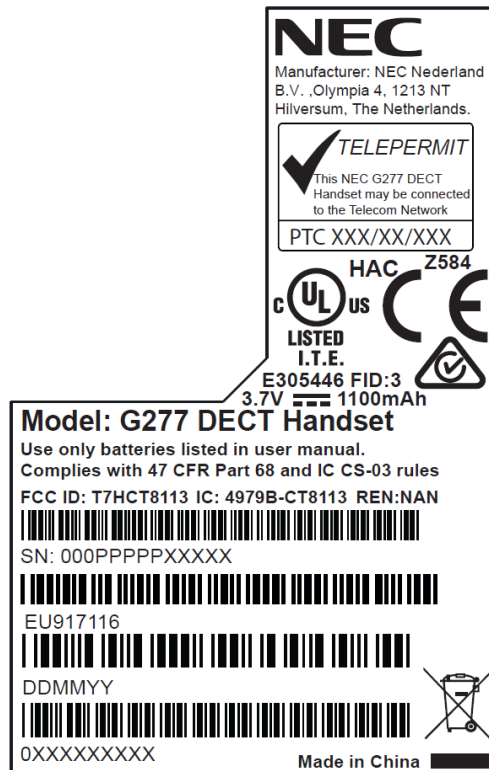 NEC
Manufacturer: NEC Nederland
B.V. ,Olympia 4, 1213 NT
Hilversum, The Netherlands.
TELEPERMIT
This NEC G277 DECT
Handset may be connected
to the Telecom Network
PTC XXX/XX/XXX
HAC Z584
C UL US CE
LISTED
I.T.E.
E305446 FID:3
3.7V 1100mAh
Model: G277 DECT Handset
Use only batteries listed in user manual.
Complies with 47 CFR Part 68 and IC CS-03 rules
FCC ID: T7HCT8113 IC: 4979B-CT8113 REN:NAN
SN: 000PPPPPXXXXX
EU917116
DDMMYY
0XXXXXXXXX
Made in China